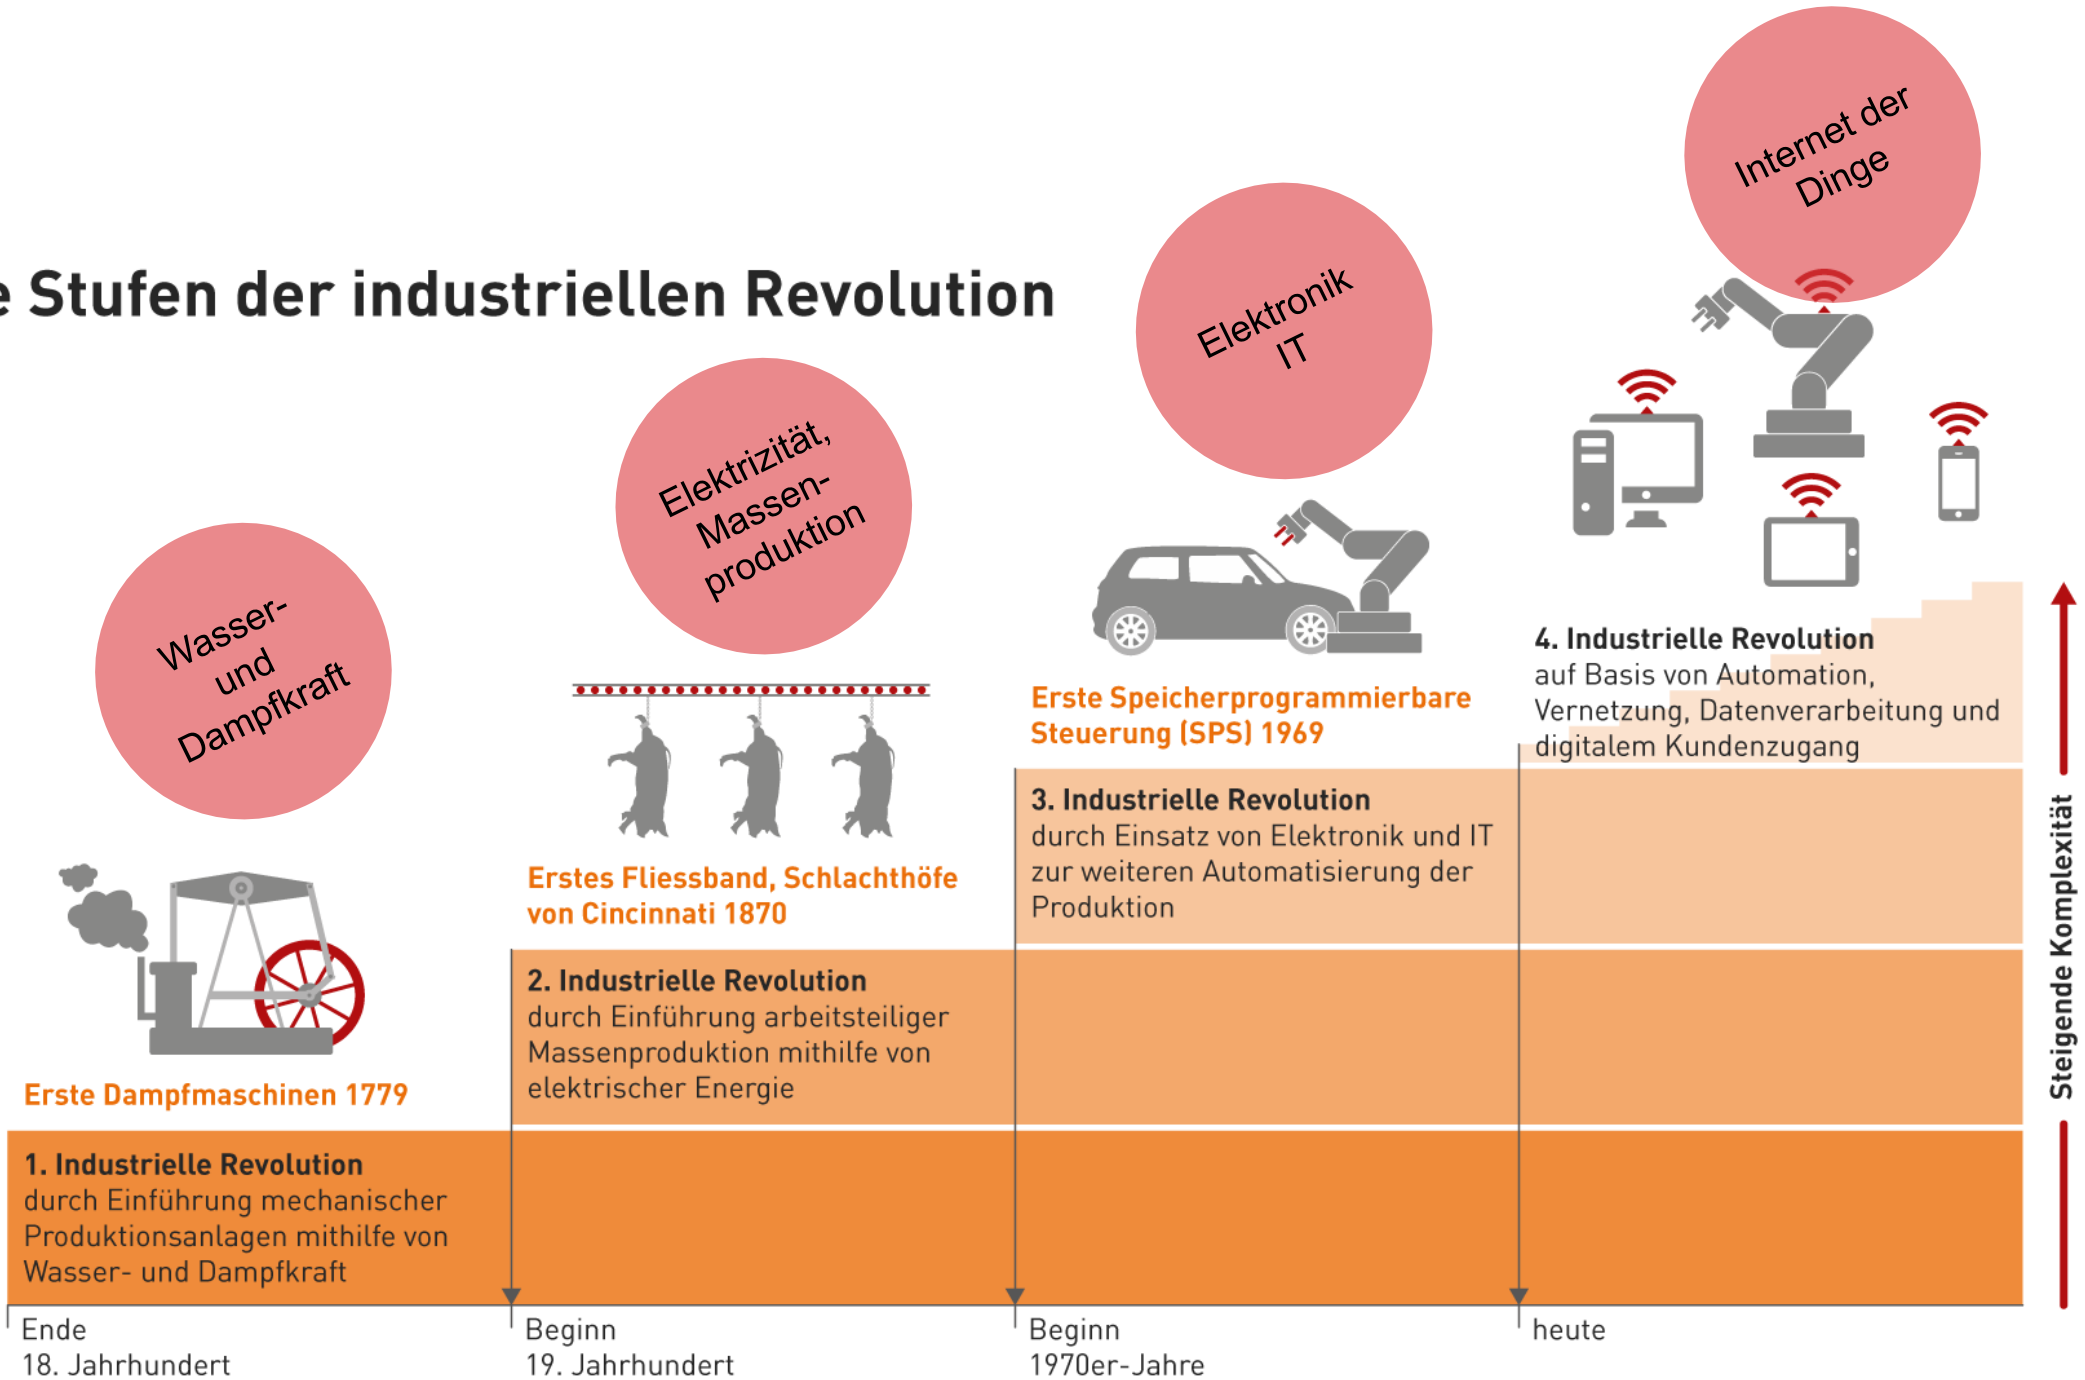 e Stufen der industriellen Revolution
Wasser-
und
Dampfkraft
Elektrizität,
Massen-
produktion
Elektronik
IT
Internet der
Dinge
Erste Dampfmaschinen 1779
1. Industrielle Revolution
durch Einführung mechanischer
Produktionsanlagen mithilfe von
Wasser- und Dampfkraft
Erstes Fliessband, Schlachthöfe
von Cincinnati 1870
2. Industrielle Revolution
durch Einführung arbeitsteiliger
Massenproduktion mithilfe von
elektrischer Energie
Erste Speicherprogrammierbare
Steuerung (SPS) 1969
3. Industrielle Revolution
durch Einsatz von Elektronik und IT
zur weiteren Automatisierung der
Produktion
4. Industrielle Revolution
auf Basis von Automation,
Vernetzung, Datenverarbeitung und
digitalem Kundenzugang
Steigende Komplexität
Ende
18. Jahrhundert
Beginn
19. Jahrhundert
Beginn
1970er-Jahre
heute